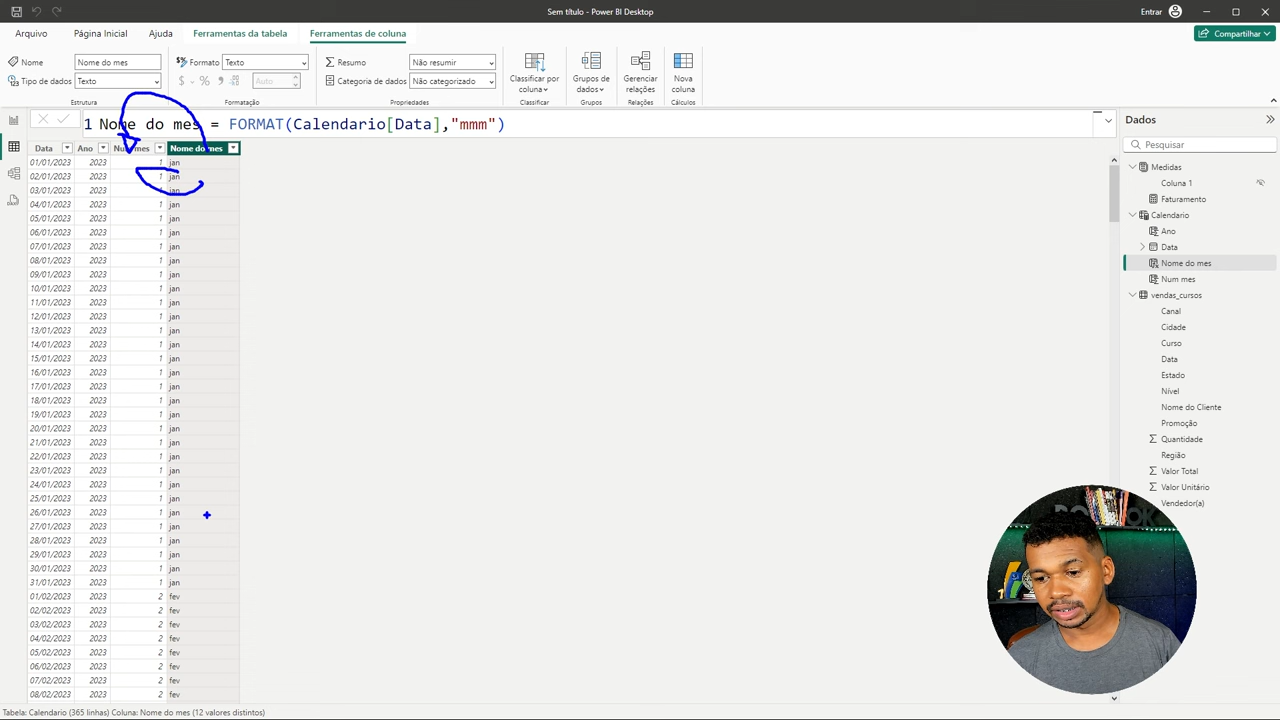 Sem título - Power BI Desktop
Entrar
Arquivo
Página Inicial
Ajuda
Ferramentas da tabela
Ferramentas de coluna
Compartilhar
Nome
Nome do mes
Formato
Texto
Resumo
Não resumir
Tipo de dados
Texto
$
%
Auto
Categoria de dados
Não categorizado
Classificar por coluna
Grupos de dados
Gerenciar relações
Nova coluna
Estrutura
Formatação
Propriedades
Classificar
Grupos
Relações
Cálculos
1 Nome do mes = FORMAT(Calendario[Data],"mmm")
Data Ano Num mes Nome do mes
01/01/2023 2023 1 jan
02/01/2023 2023 1 jan
03/01/2023 2023 1 jan
04/01/2023 2023 1 jan
05/01/2023 2023 1 jan
06/01/2023 2023 1 jan
07/01/2023 2023 1 jan
08/01/2023 2023 1 jan
09/01/2023 2023 1 jan
10/01/2023 2023 1 jan
11/01/2023 2023 1 jan
12/01/2023 2023 1 jan
13/01/2023 2023 1 jan
14/01/2023 2023 1 jan
15/01/2023 2023 1 jan
16/01/2023 2023 1 jan
17/01/2023 2023 1 jan
18/01/2023 2023 1 jan
19/01/2023 2023 1 jan
20/01/2023 2023 1 jan
21/01/2023 2023 1 jan
22/01/2023 2023 1 jan
23/01/2023 2023 1 jan
24/01/2023 2023 1 jan
25/01/2023 2023 1 jan
26/01/2023 2023 1 jan
27/01/2023 2023 1 jan
28/01/2023 2023 1 jan
29/01/2023 2023 1 jan
30/01/2023 2023 1 jan
31/01/2023 2023 1 jan
01/02/2023 2023 2 fev
02/02/2023 2023 2 fev
03/02/2023 2023 2 fev
04/02/2023 2023 2 fev
05/02/2023 2023 2 fev
06/02/2023 2023 2 fev
07/02/2023 2023 2 fev
08/02/2023 2023 2 fev
Dados
Pesquisar
Medidas
Coluna 1
Faturamento
Calendario
Ano
Data
Nome do mes
Num mes
vendas_cursos
Canal
Cidade
Curso
Data
Estado
Nível
Nome do Cliente
Promoção
Quantidade
Região
Valor Total
Valor Unitário
Vendedor(a)
Tabela: Calendario (365 linhas) Coluna: Nome do mes (12 valores distintos)